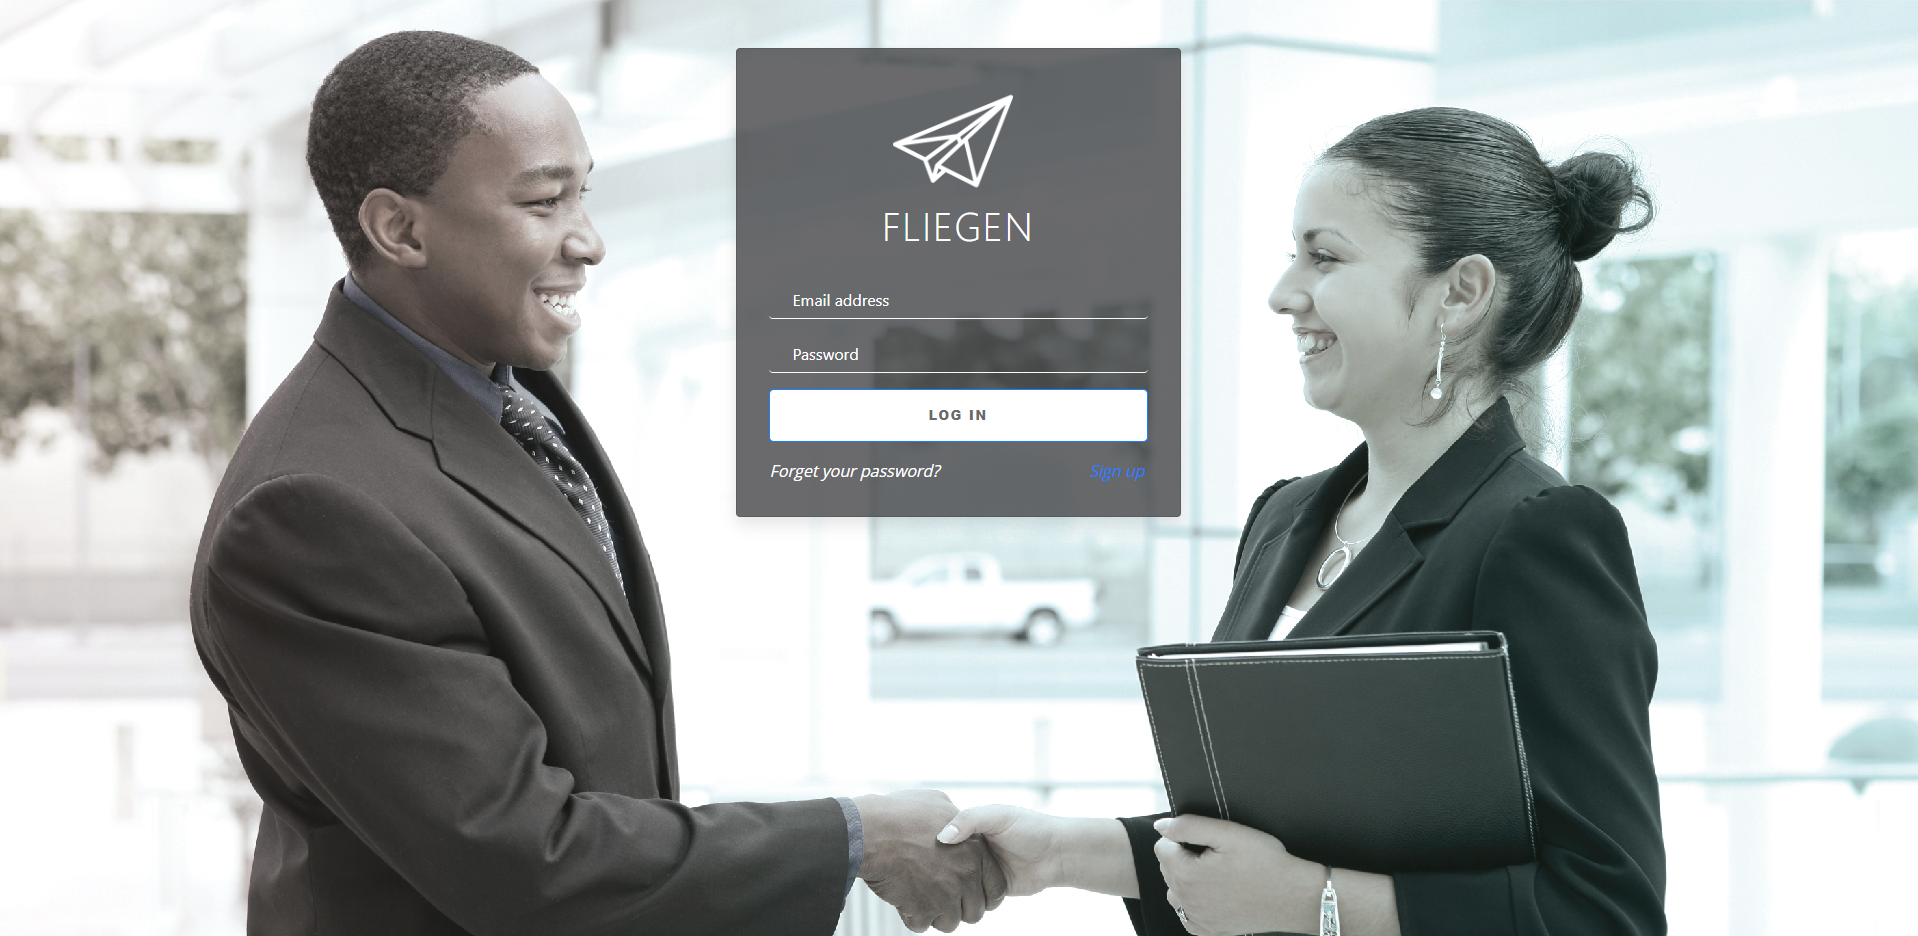 FLIEGEN
Email address
Password
LOG IN
Forget your password?
Sign up